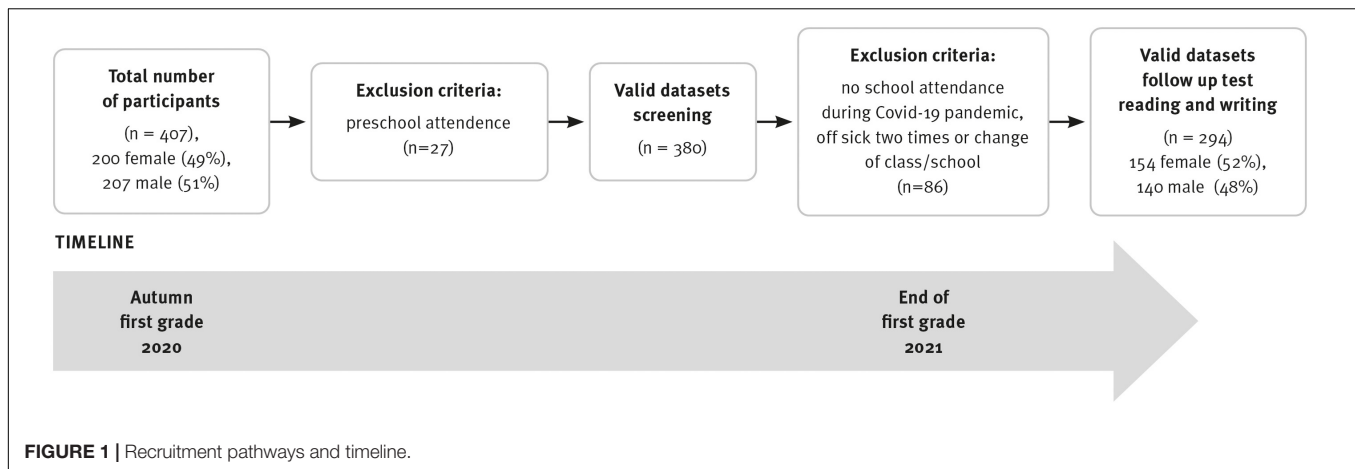 Total number
of participants
(n = 407),
200 female (49%),
207 male (51%)
Exclusion criteria:
preschool attendence
(n=27)
Valid datasets
screening
(n = 380)
Exclusion criteria:
no school attendance
during Covid-19 pandemic,
off sick two times or change
of class/school
(n=86)
Valid datasets
follow up test
reading and writing
(n = 294)
154 female (52%),
140 male (48%)
TIMELINE
Autumn
first grade
2020
End of
first grade
2021
FIGURE 1 | Recruitment pathways and timeline.